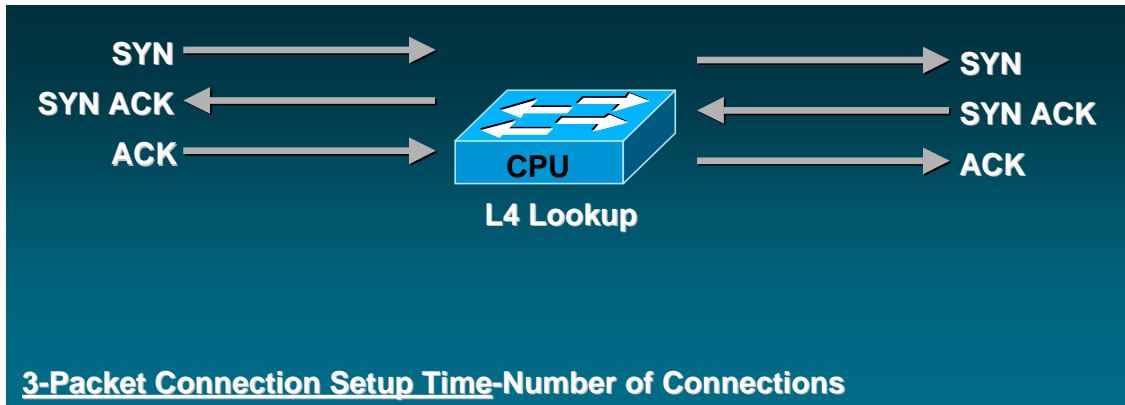 SYN
SYN
SYN ACK
SYN ACK
ACK
ACK
CPU
L4 Lookup
3-Packet Connection Setup Time-Number of Connections